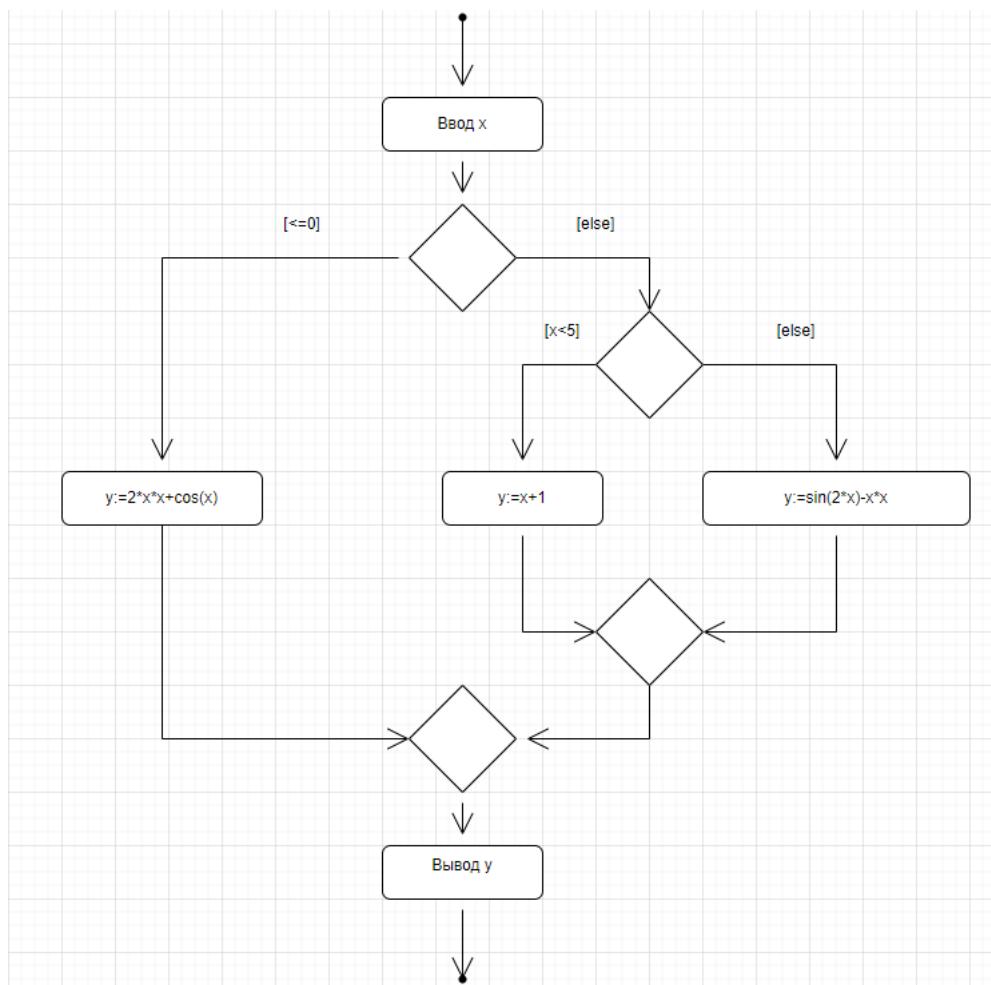 Ввод x
[<=0]
[else]
[x<5]
[else]
y:=2*x*x+cos(x)
y:=x+1
y:=sin(2*x)-x*x
Вывод y